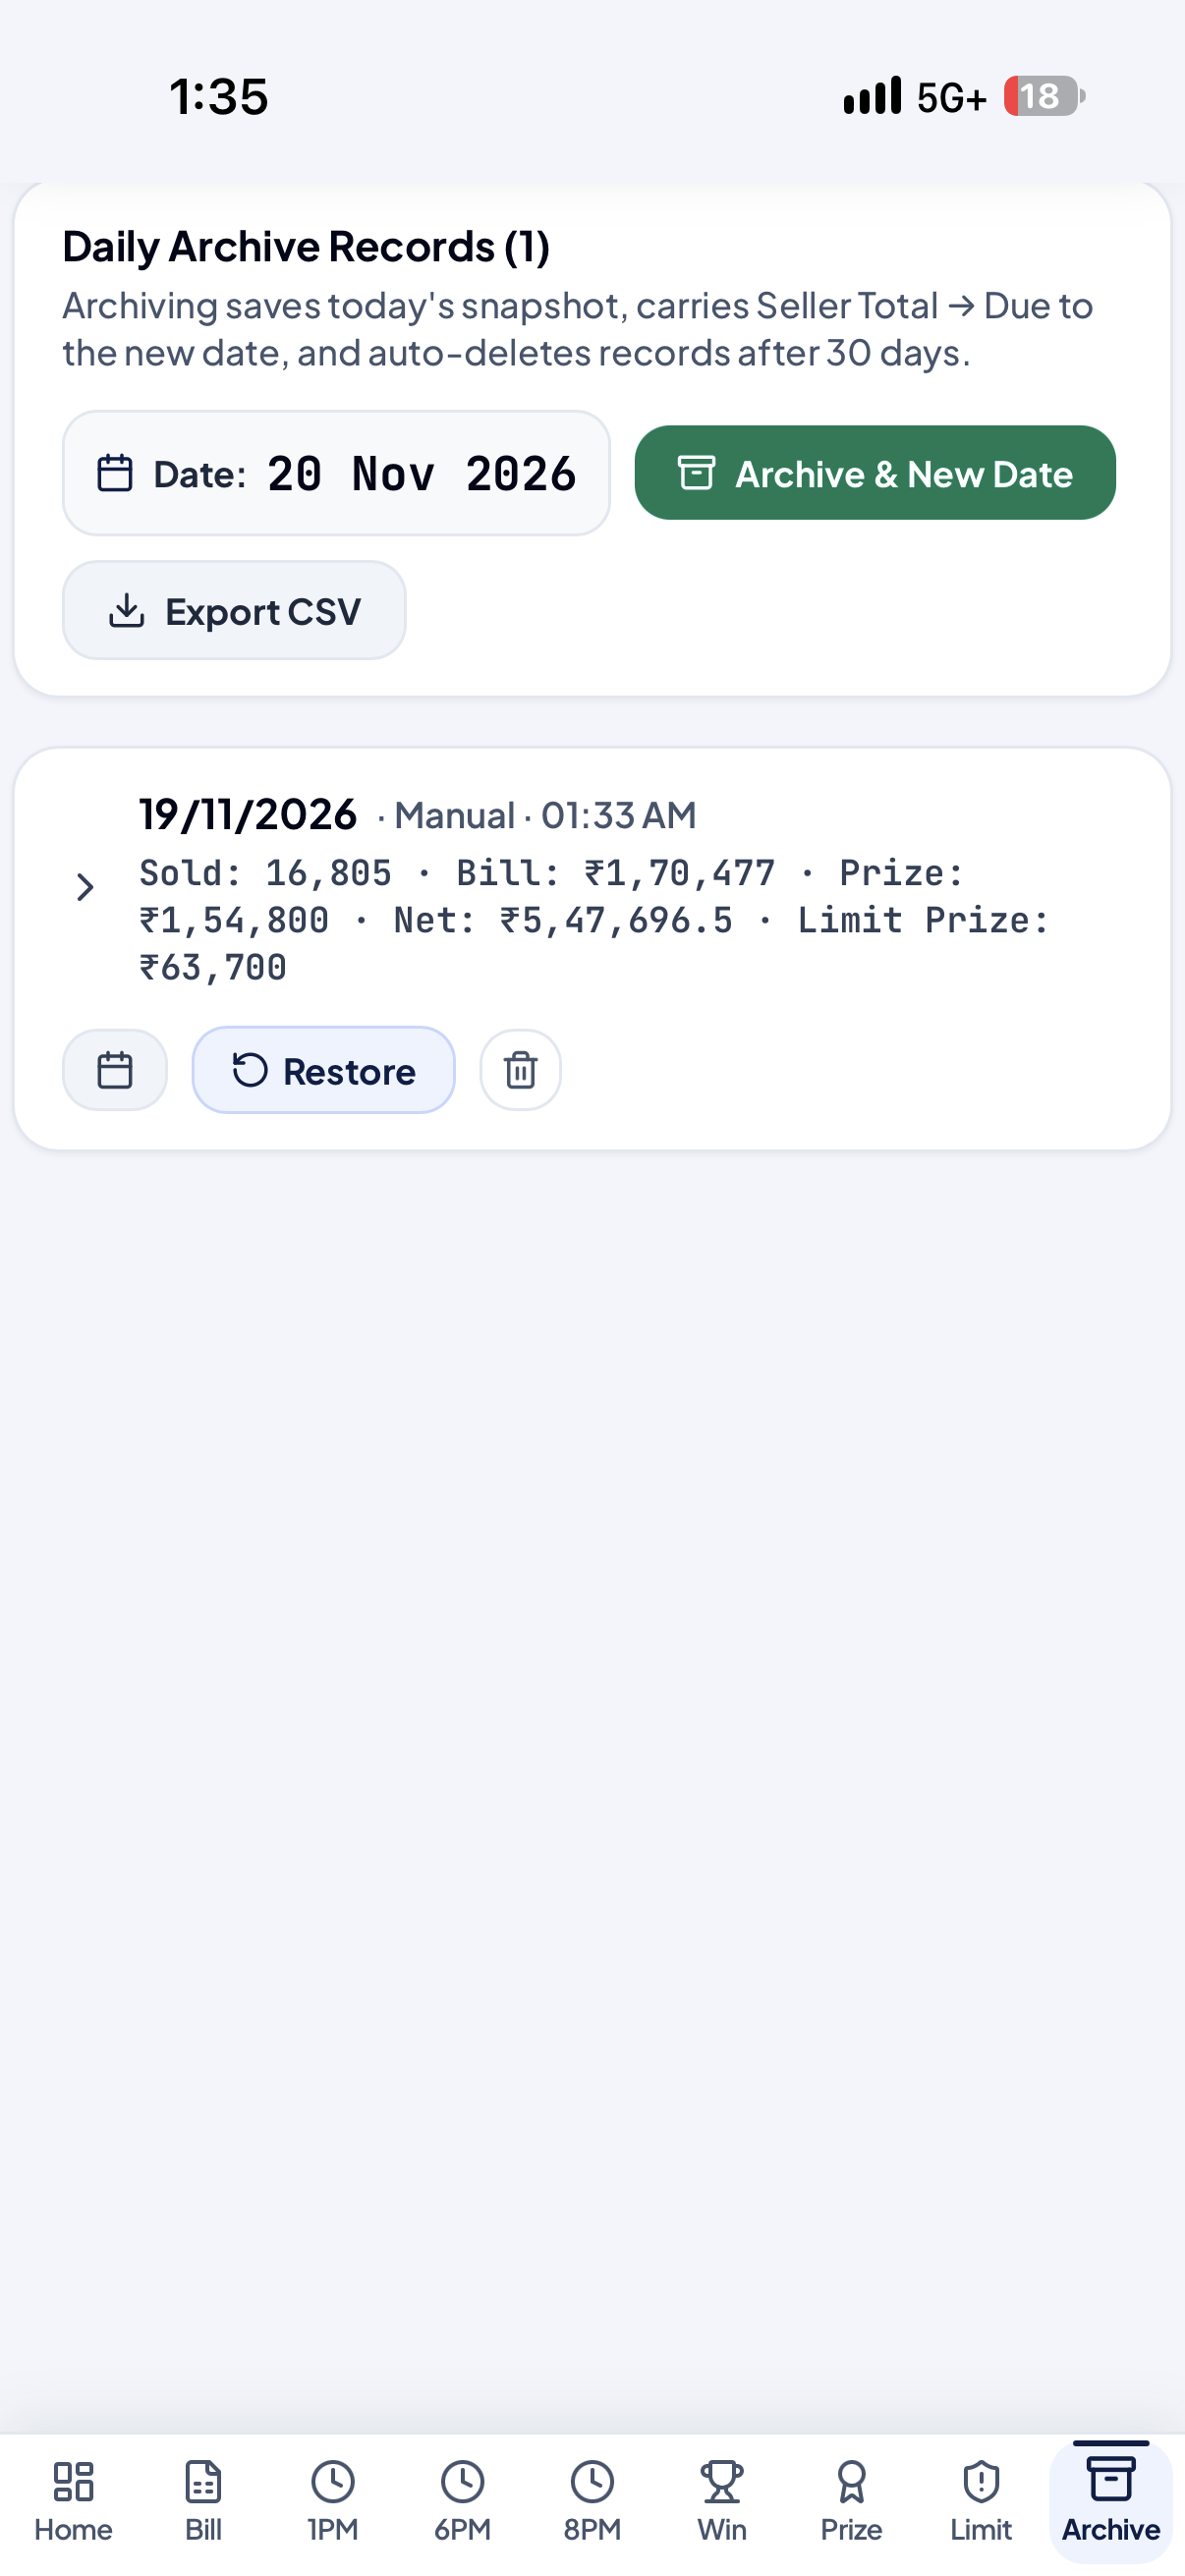 1:35
5G+ 18
Daily Archive Records (1)
Archiving saves today's snapshot, carries Seller Total → Due to
the new date, and auto-deletes records after 30 days.
Date: 20 Nov 2026
Archive & New Date
Export CSV
19/11/2026 · Manual · 01:33 AM
Sold: 16,805 · Bill: ₹1,70,477 · Prize:
₹1,54,800 · Net: ₹5,47,696.5 · Limit Prize:
₹63,700
Restore
Home Bill 1PM 6PM 8PM Win Prize Limit Archive